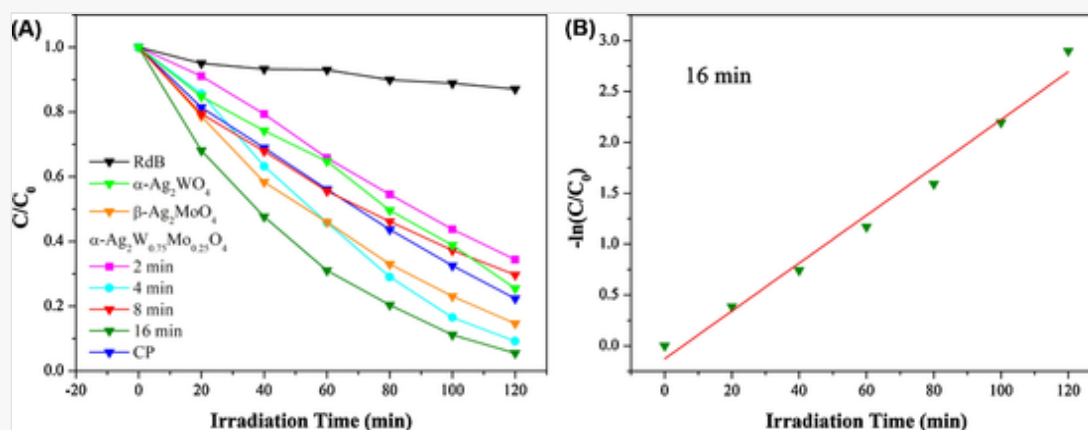 (A)
1.0
0.8
0.6
0.4
0.2
0.0
C/C₀
RdB
α-Ag₂WO₄
β-Ag₂MoO₄
α-Ag₂W₀.₇₅Mo₀.₂₅O₄
2 min
4 min
8 min
16 min
CP
-20 0 20 40 60 80 100 120
Irradiation Time (min)
(B)
3.0
2.5
2.0
1.5
1.0
0.5
0.0
-ln(C/C₀)
16 min
0 20 40 60 80 100 120
Irradiation Time (min)